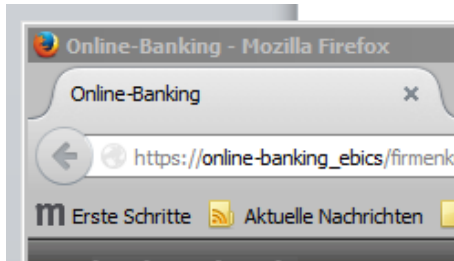 Online-Banking - Mozilla Firefox
Online-Banking
https://online-banking_ebics/firmenk
m Erste Schritte Aktuelle Nachrichten